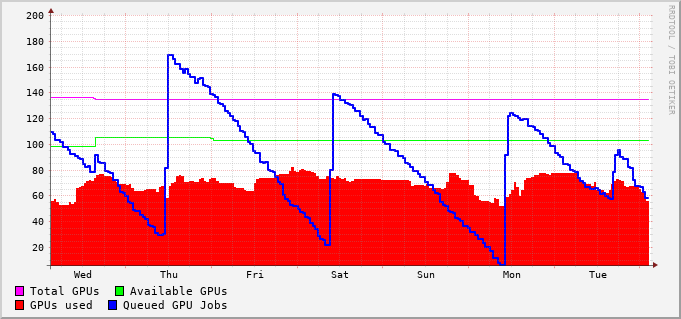 200
180
160
140
120
100
80
60
40
20
Wed Thu Fri Sat Sun Mon Tue
Total GPUs Available GPUs
GPUs used Queued GPU Jobs
RRDTOOL / TOBI OETIKER